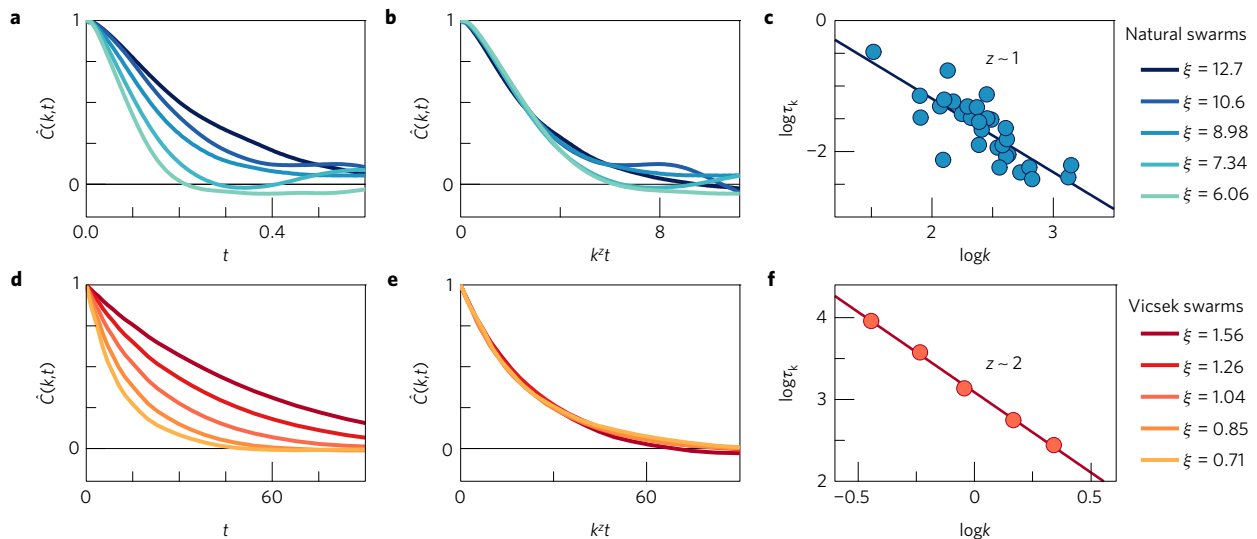 a
1
Ĉ(k,t)
0
0.0
0.4
t
b
1
Ĉ(k,t)
0
0
8
kᶻt
c
−0
−1
−2
logτk
z ~ 1
2
3
logk
Natural swarms
ξ = 12.7
ξ = 10.6
ξ = 8.98
ξ = 7.34
ξ = 6.06
d
1
Ĉ(k,t)
0
0
60
t
e
1
Ĉ(k,t)
0
0
60
kᶻt
f
4
3
2
logτk
z ~ 2
−0.5
0
0.5
logk
Vicsek swarms
ξ = 1.56
ξ = 1.26
ξ = 1.04
ξ = 0.85
ξ = 0.71